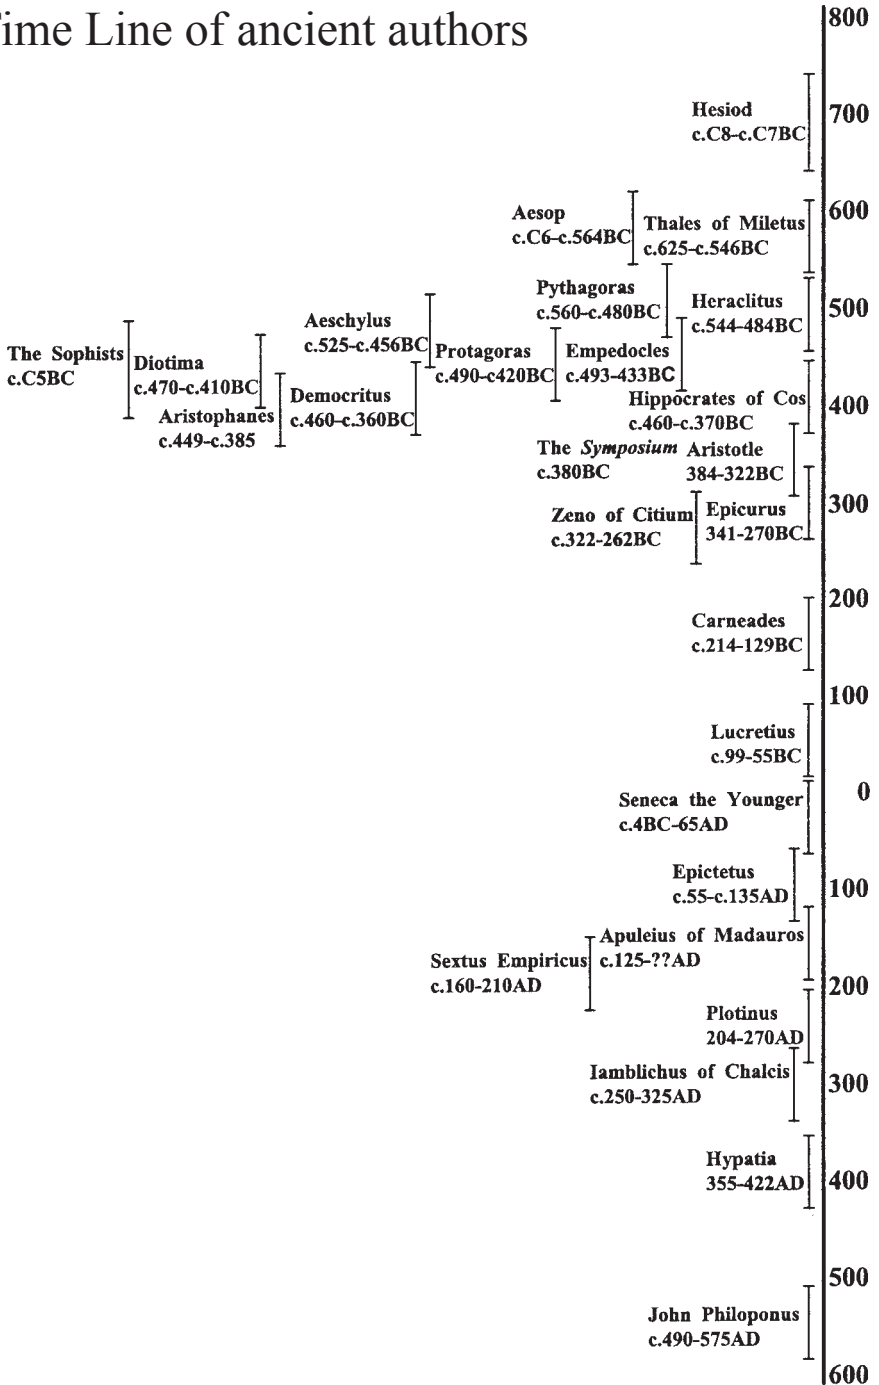 ime Line of ancient authors
800
Hesiod
c.C8-c.C7BC
700
600
Aesop
c.C6-c.564BC
Thales of Miletus
c.625-c.546BC
Pythagoras
c.560-c.480BC
Heraclitus
c.544-484BC
500
Aeschylus
c.525-c.456BC
The Sophists
c.C5BC
Diotima
c.470-c.410BC
Protagoras
c.490-c420BC
Empedocles
c.493-433BC
Democritus
c.460-c.360BC
Hippocrates of Cos
c.460-c.370BC
400
Aristophanes
c.449-c.385
The Symposium
c.380BC
Aristotle
384-322BC
300
Zeno of Citium
c.322-262BC
Epicurus
341-270BC
200
Carneades
c.214-129BC
100
Lucretius
c.99-55BC
0
Seneca the Younger
c.4BC-65AD
Epictetus
c.55-c.135AD
100
Apuleius of Madauros
c.125-??AD
Sextus Empiricus
c.160-210AD
200
Plotinus
204-270AD
Iamblichus of Chalcis
c.250-325AD
300
Hypatia
355-422AD
400
500
John Philoponus
c.490-575AD
600